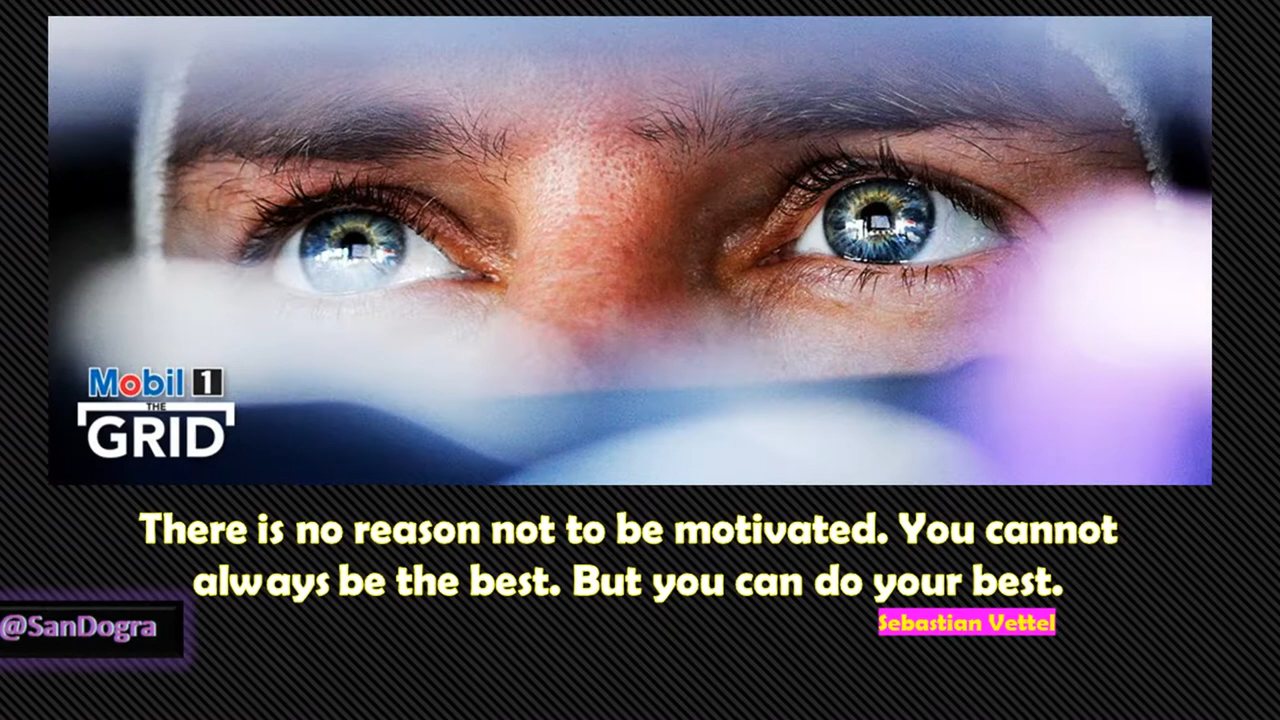 Mobil 1
THE
GRID
There is no reason not to be motivated. You cannot
always be the best. But you can do your best.
Sebastian Vettel
@SanDogra